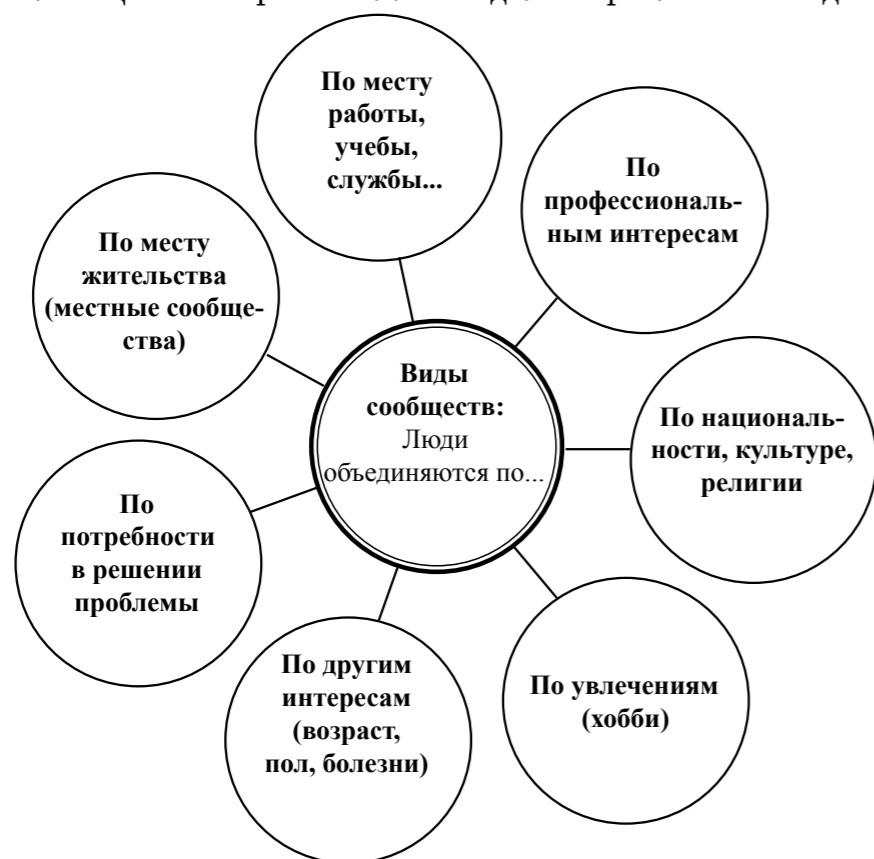 По месту
работы,
учебы,
службы...
По
профессиональ-
ным интересам
По месту
жительства
(местные сообще-
ства)
Виды
сообществ:
Люди
объединяются по...
По националь-
ности, культуре,
религии
По
потребности
в решении
проблемы
По другим
интересам
(возраст,
пол, болезни)
По увлечениям
(хобби)